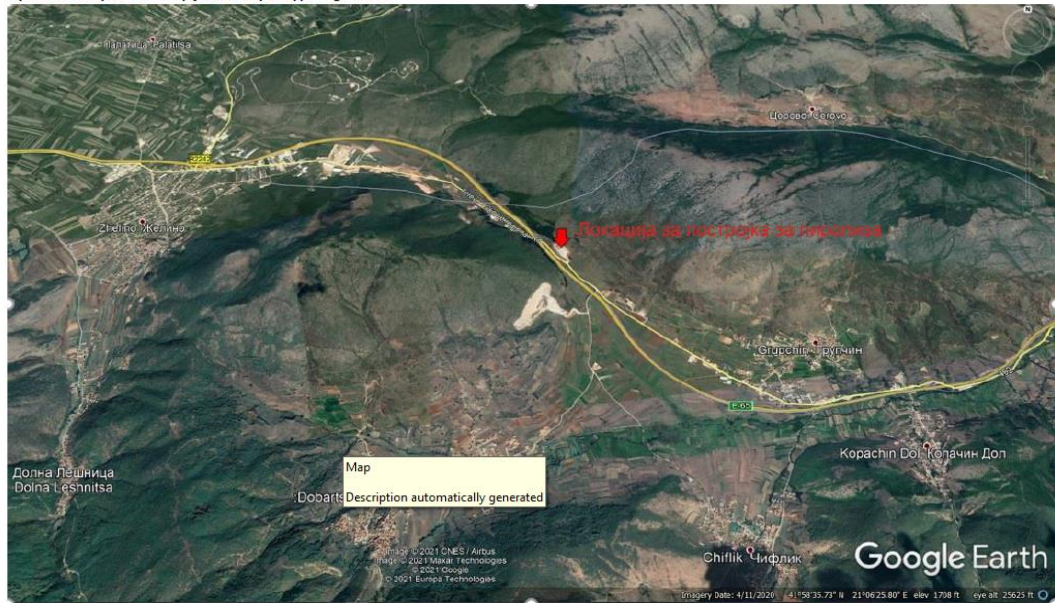 Палатица Palatitsa
Церово Cerovo
R2242
Zhelino Желино
Локација за постројка за пиролиза
Grupchin Групчин
E-65
Kopachin Dol Копачин Дол
Долна Лешница
Dolna Leshnitsa
Map
Description automatically generated
Dobarts
Chiflik Чифлик
Image © 2021 CNES / Airbus
Image © 2021 Maxar Technologies
© 2021 Google
© 2021 Europa Technologies
Google Earth
Imagery Date: 4/11/2020 41°58'35.73" N 21°06'25.80" E elev 1708 ft eye alt 25625 ft